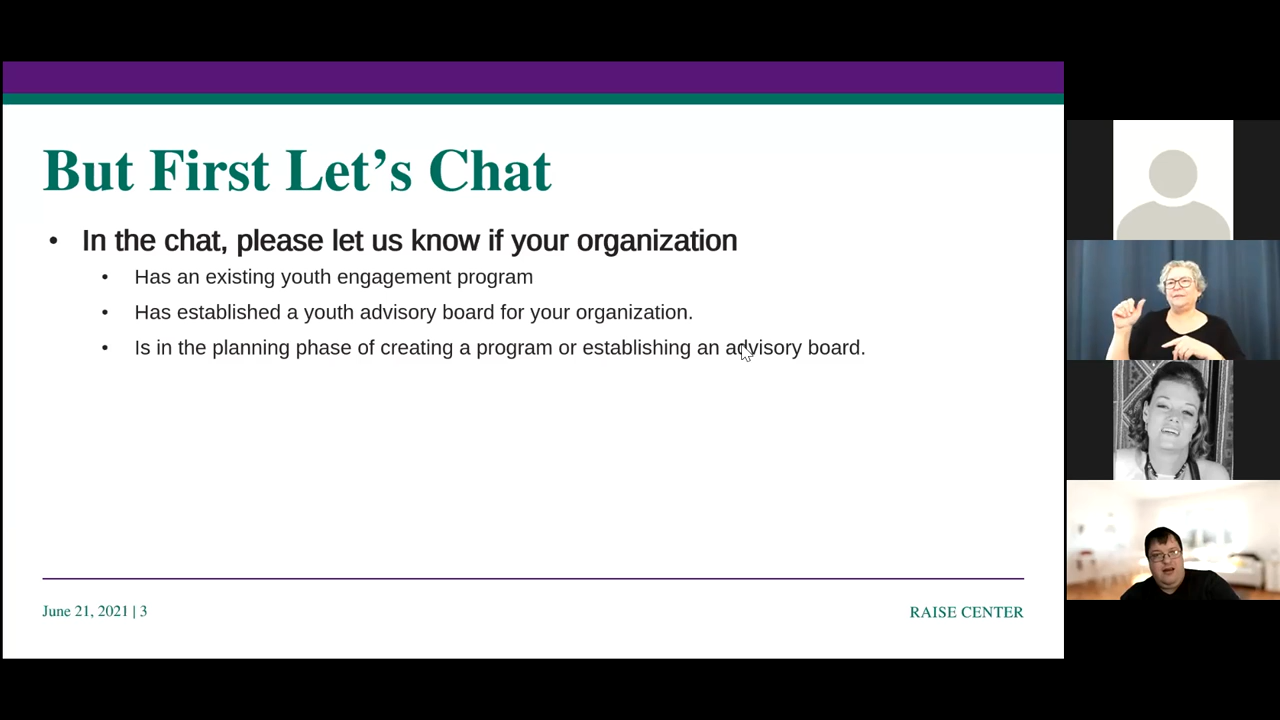 But First Let’s Chat
• In the chat, please let us know if your organization
• Has an existing youth engagement program
• Has established a youth advisory board for your organization.
• Is in the planning phase of creating a program or establishing an advisory board.
June 21, 2021 | 3
RAISE CENTER